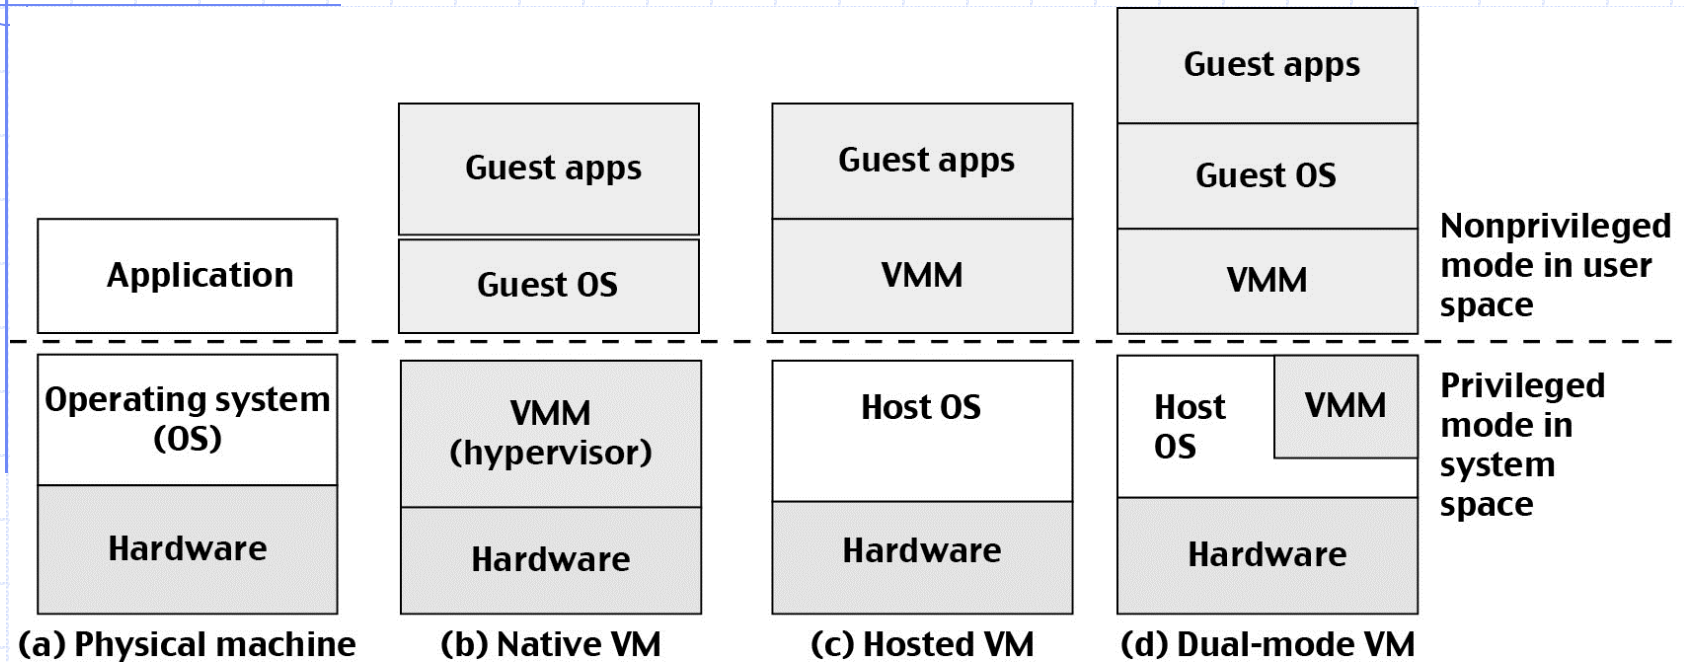 Application
Operating system
(OS)
Hardware
(a) Physical machine
Guest apps
Guest OS
VMM
(hypervisor)
Hardware
(b) Native VM
Guest apps
VMM
Host OS
Hardware
(c) Hosted VM
Guest apps
Guest OS
VMM
Host
OS
VMM
Hardware
(d) Dual-mode VM
Nonprivileged
mode in user
space
Privileged
mode in
system
space